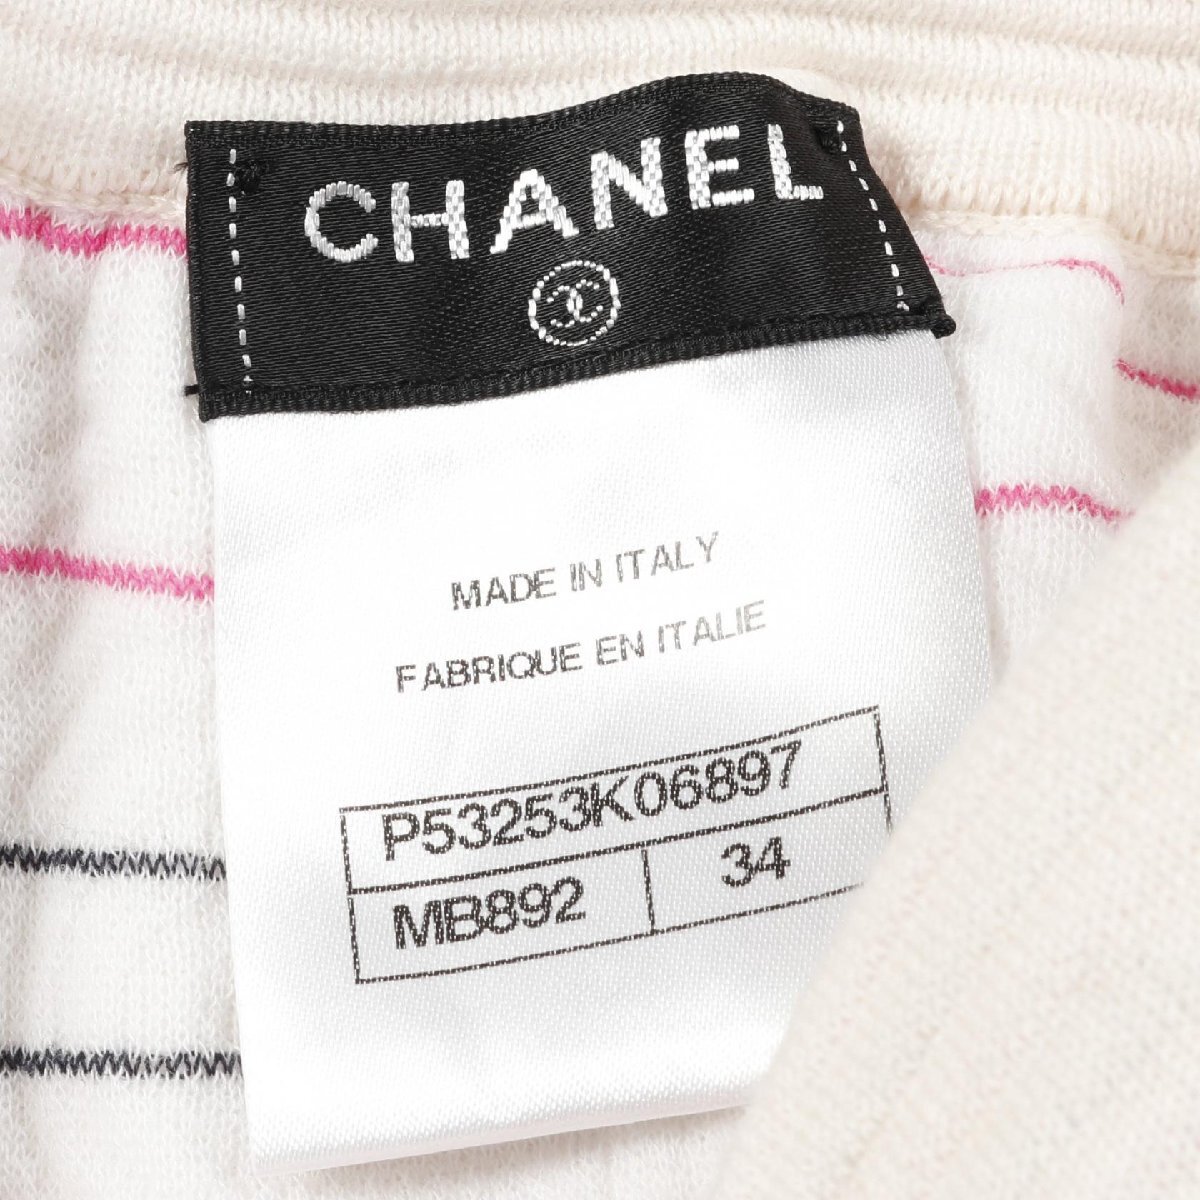 CHANEL
MADE IN ITALY
FABRIQUE EN ITALIE
P53253K06897
MB892 34